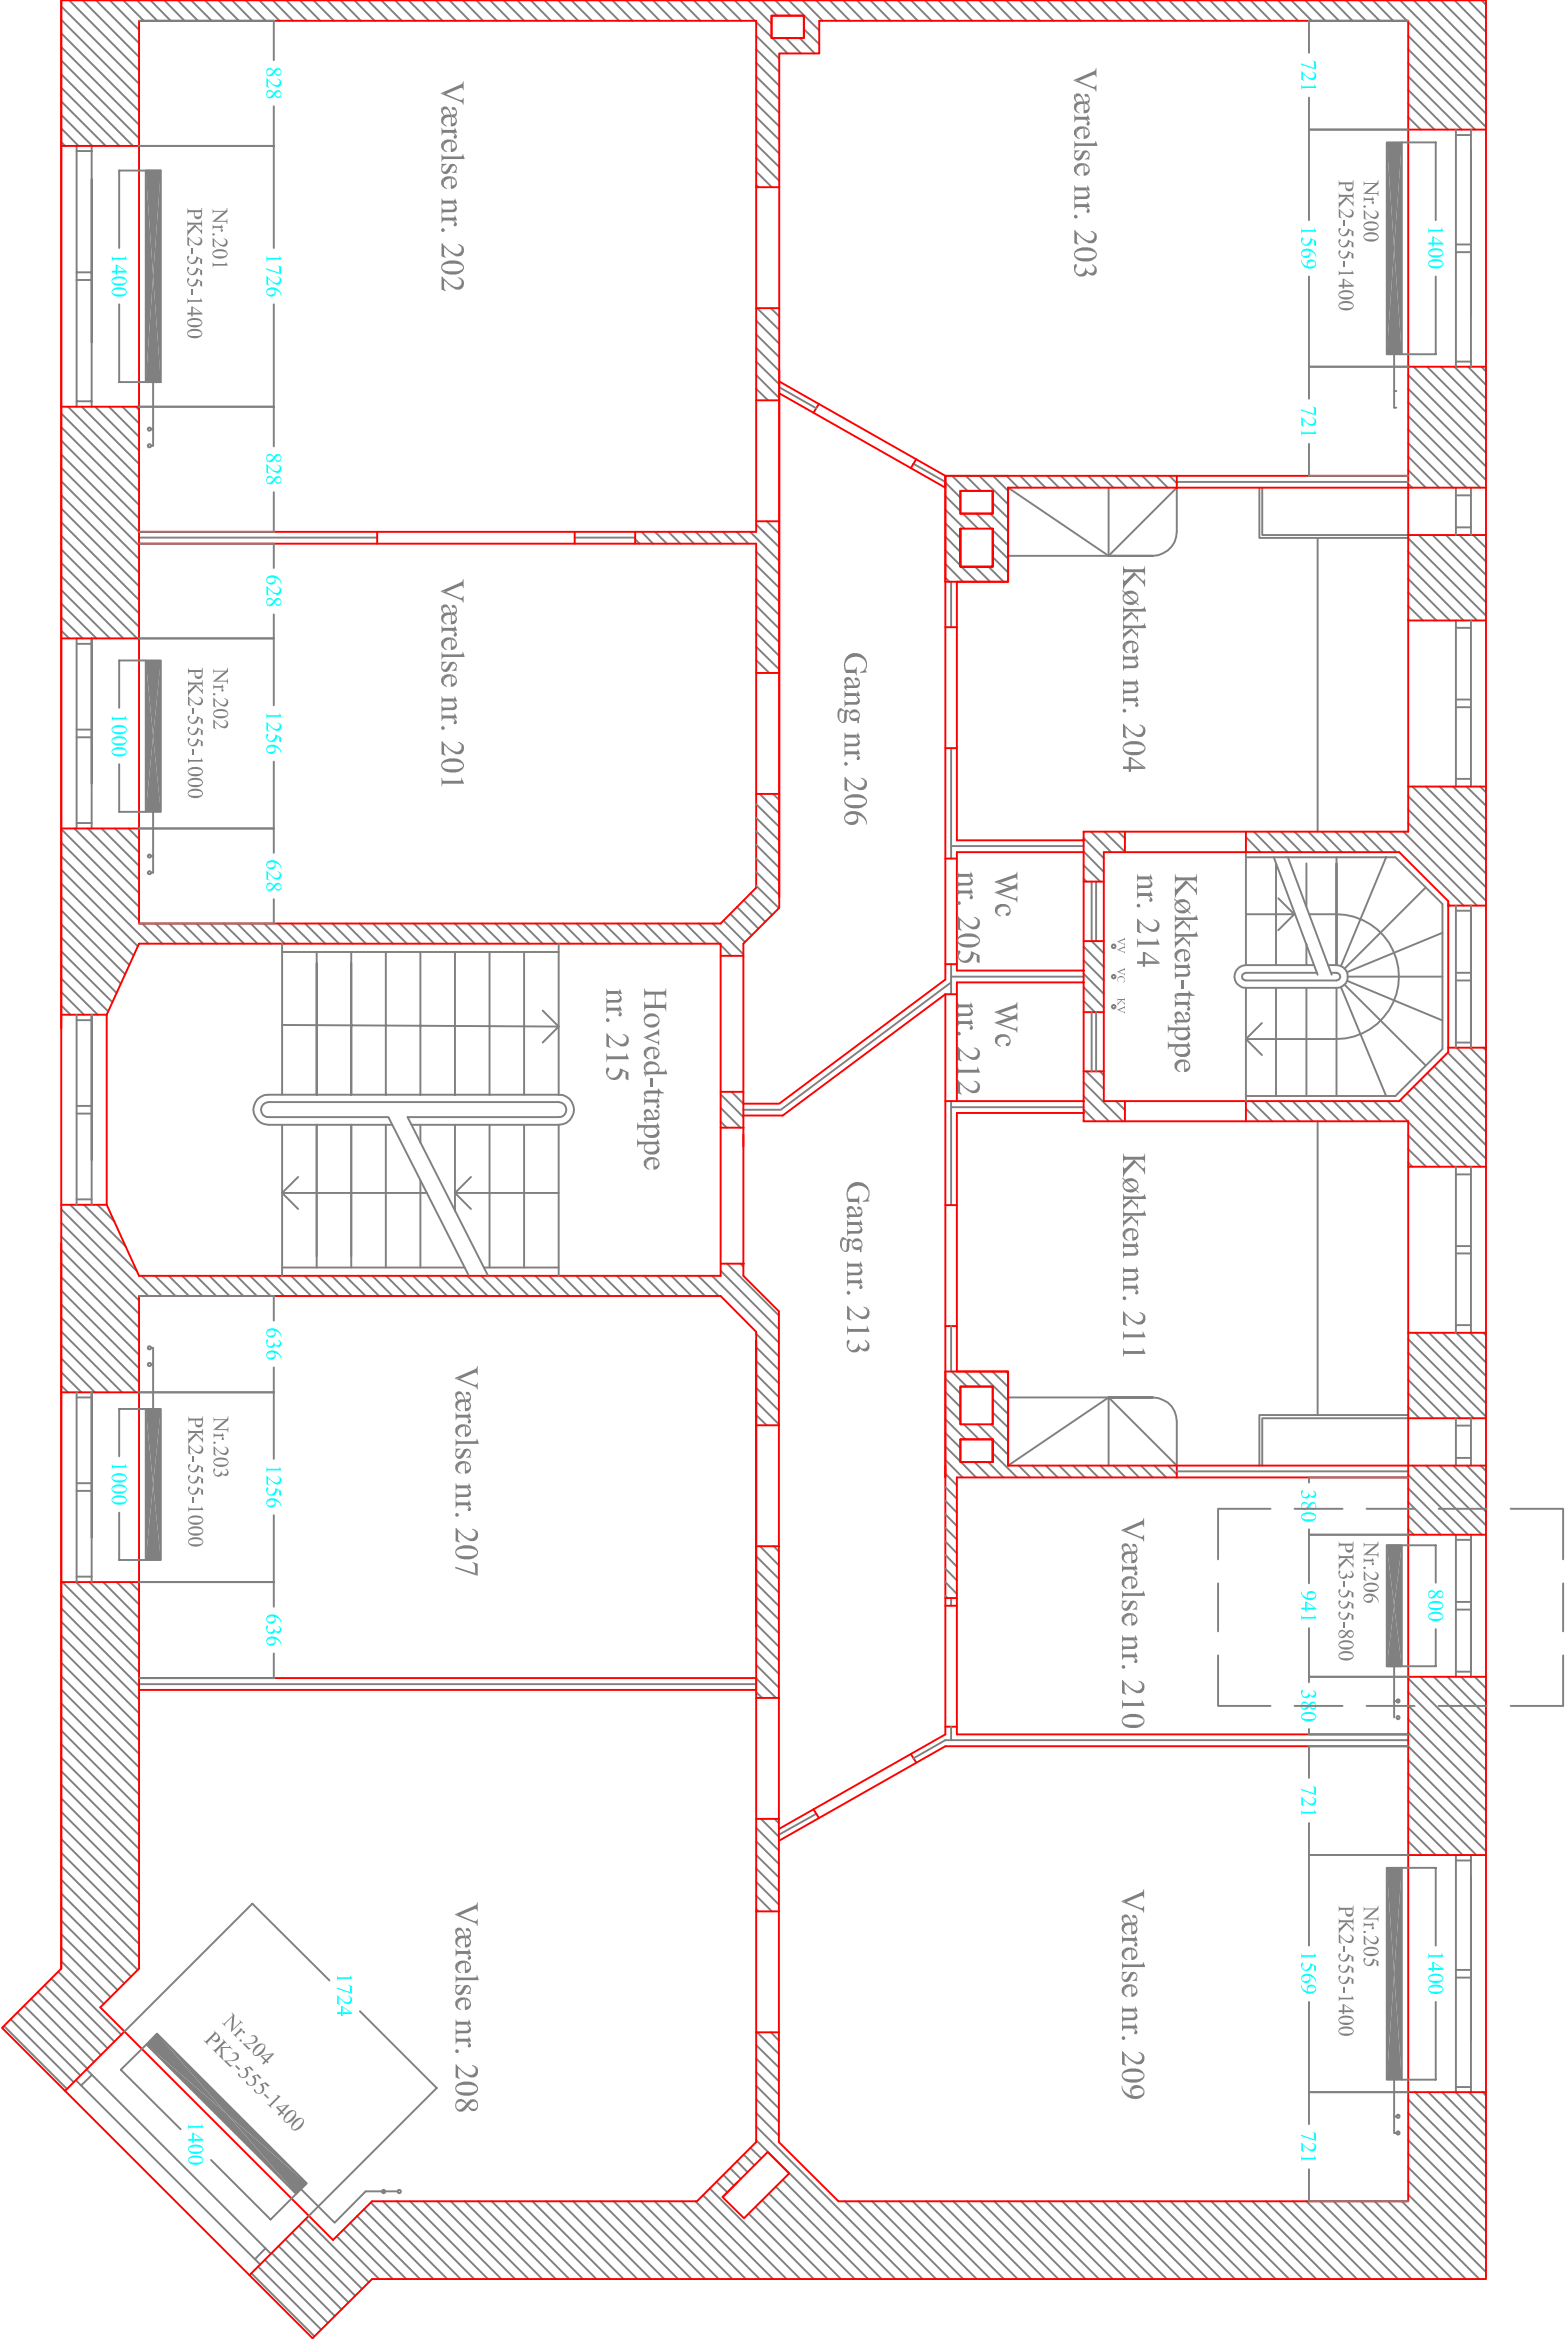 721
1569
721
1400
Nr.200
PK2-555-1400
Værelse nr. 203
Værelse nr. 202
828
1726
828
Nr.201
PK2-555-1400
1400
Køkken nr. 204
Gang nr. 206
Værelse nr. 201
628
1256
628
Nr.202
PK2-555-1000
1000
Køkken-trappe
nr. 214
VV
VC
KV
Wc
nr. 205
Wc
nr. 212
Hoved-trappe
nr. 215
Køkken nr. 211
Gang nr. 213
Værelse nr. 207
636
1256
636
Nr.203
PK2-555-1000
1000
1400
800
Nr.206
PK3-555-800
380
941
380
Værelse nr. 210
721
1569
721
Nr.205
PK2-555-1400
Værelse nr. 209
Værelse nr. 208
1724
Nr.204
PK2-555-1400
1400